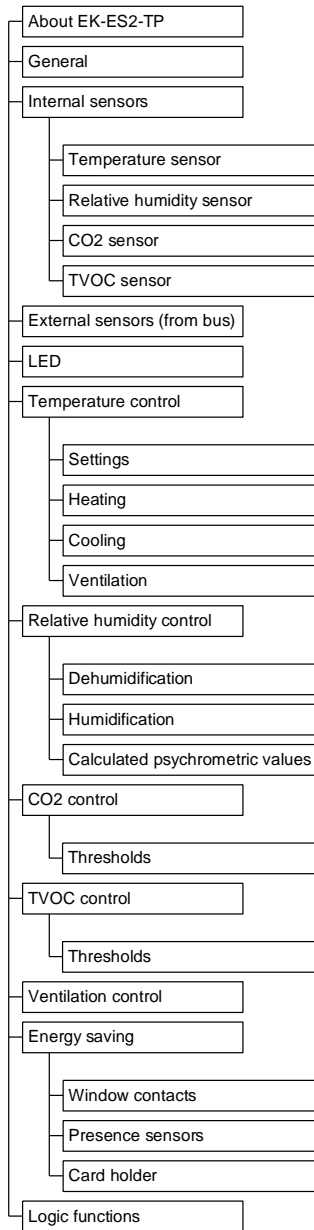 About EK-ES2-TP
General
Internal sensors
Temperature sensor
Relative humidity sensor
CO2 sensor
TVOC sensor
External sensors (from bus)
LED
Temperature control
Settings
Heating
Cooling
Ventilation
Relative humidity control
Dehumidification
Humidification
Calculated psychrometric values
CO2 control
Thresholds
TVOC control
Thresholds
Ventilation control
Energy saving
Window contacts
Presence sensors
Card holder
Logic functions